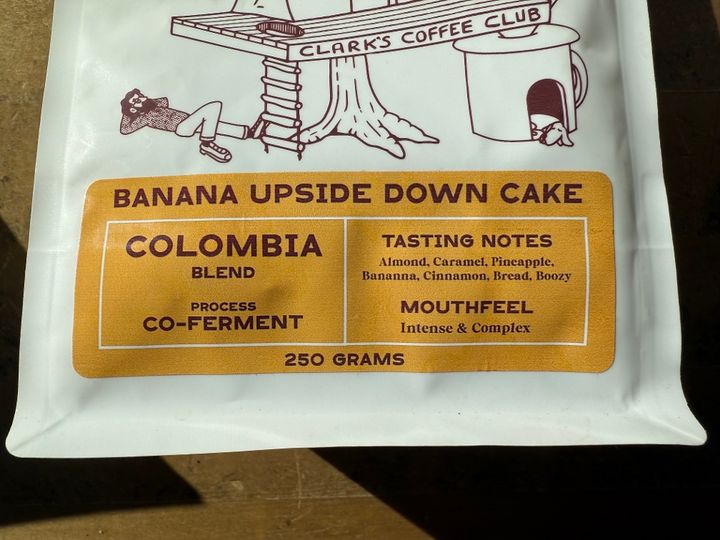 CLARK'S COFFEE CLUB
BANANA UPSIDE DOWN CAKE
COLOMBIA
BLEND
PROCESS
CO-FERMENT
TASTING NOTES
Almond, Caramel, Pineapple,
Bananna, Cinnamon, Bread, Boozy
MOUTHFEEL
Intense & Complex
250 GRAMS